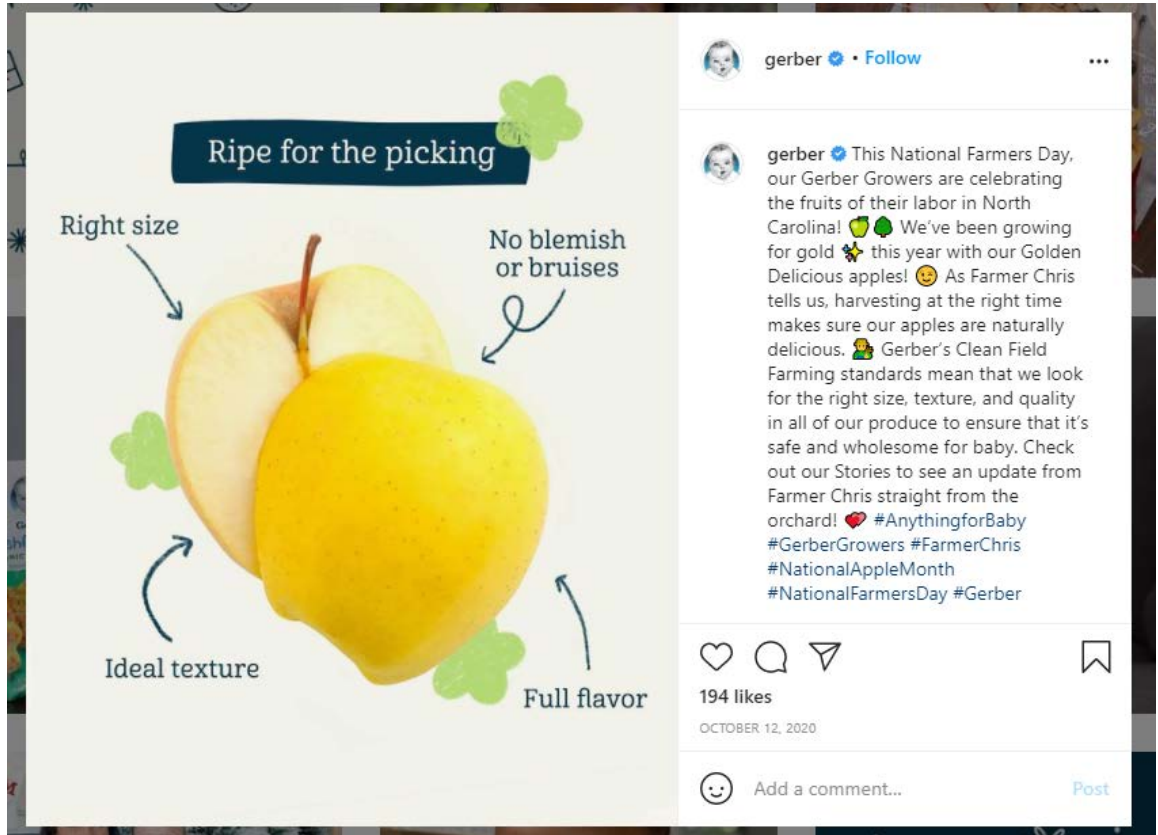 Ripe for the picking
Right size
No blemish
or bruises
Ideal texture
Full flavor
gerber • Follow
gerber This National Farmers Day,
our Gerber Growers are celebrating
the fruits of their labor in North
Carolina! 🍏🌳 We've been growing
for gold ✨ this year with our Golden
Delicious apples! 😉 As Farmer Chris
tells us, harvesting at the right time
makes sure our apples are naturally
delicious. 👨‍🌾 Gerber's Clean Field
Farming standards mean that we look
for the right size, texture, and quality
in all of our produce to ensure that it's
safe and wholesome for baby. Check
out our Stories to see an update from
Farmer Chris straight from the
orchard! 💕 #AnythingforBaby
#GerberGrowers #FarmerChris
#NationalAppleMonth
#NationalFarmersDay #Gerber
194 likes
OCTOBER 12, 2020
Add a comment... Post